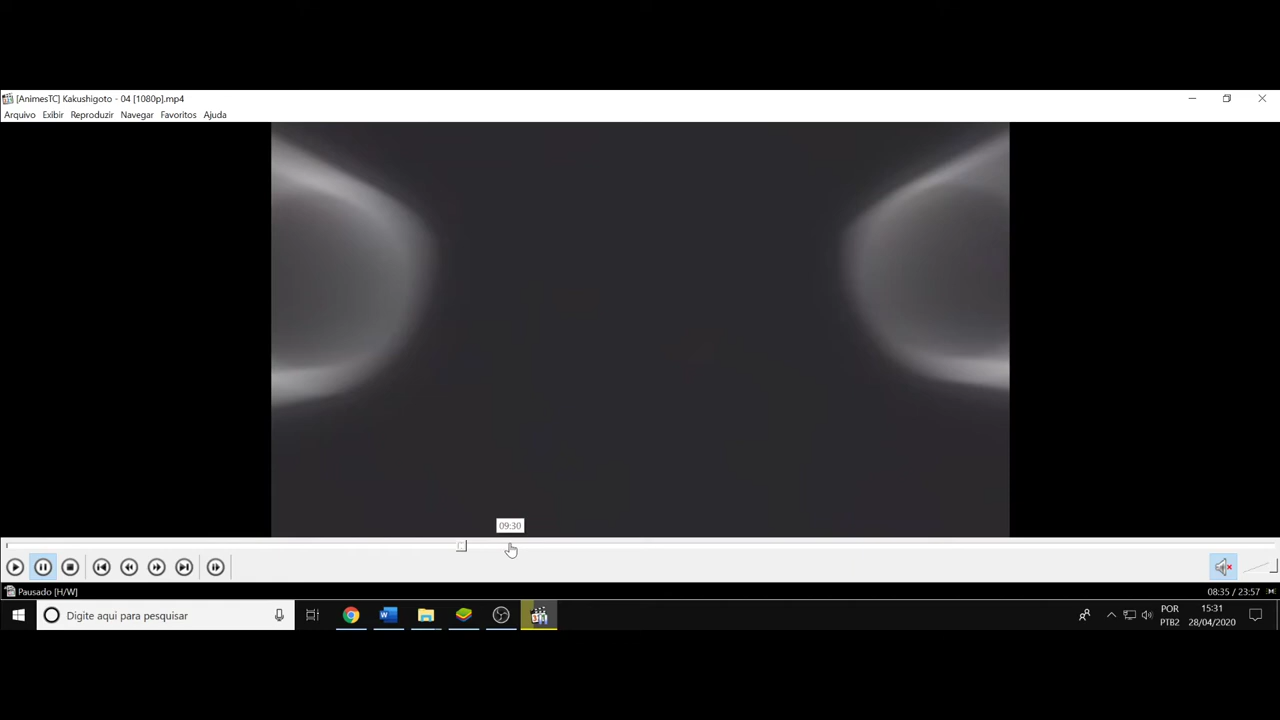 [AnimesTC] Kakushigoto - 04 [1080p].mp4
Arquivo Exibir Reproduzir Navegar Favoritos Ajuda
09:30
Pausado [H/W]
08:35 / 23:57
Digite aqui para pesquisar
POR
PTB2
15:31
28/04/2020